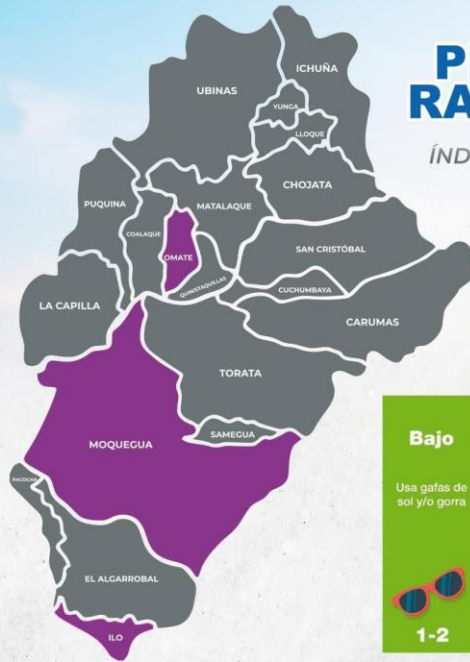 P
RA
ÍND
UBINAS
ICHUÑA
YUNGA
LLOQUE
CHOJATA
PUQUINA
MATALAQUE
COALAQUE
OMATE
SAN CRISTÓBAL
QUINISTAQUILLAS
CUCHUMBAYA
LA CAPILLA
CARUMAS
TORATA
SAMEGUA
MOQUEGUA
PACOCHA
EL ALGARROBAL
ILO
Bajo
Usa gafas de
sol y/o gorra
1-2